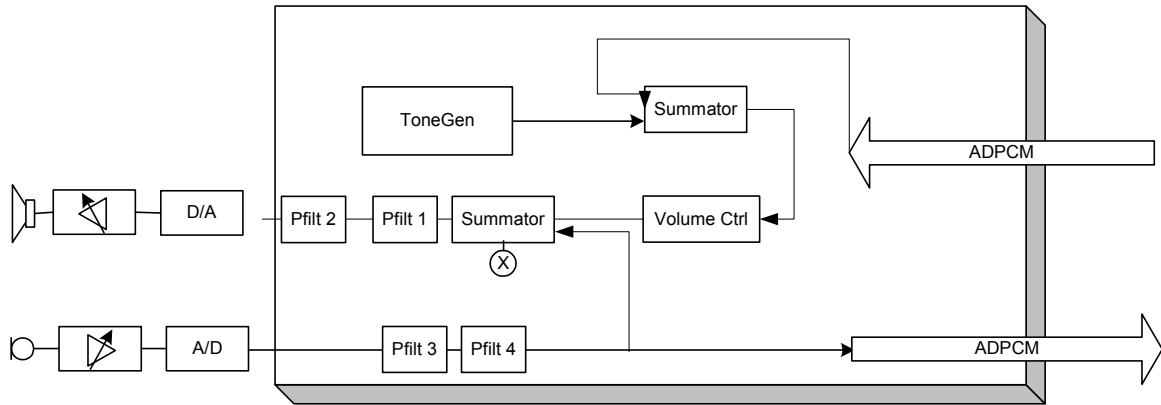 ToneGen
Summator
ADPCM
D/A
Pfilt 2
Pfilt 1
Summator
Volume Ctrl
X
A/D
Pfilt 3
Pfilt 4
ADPCM